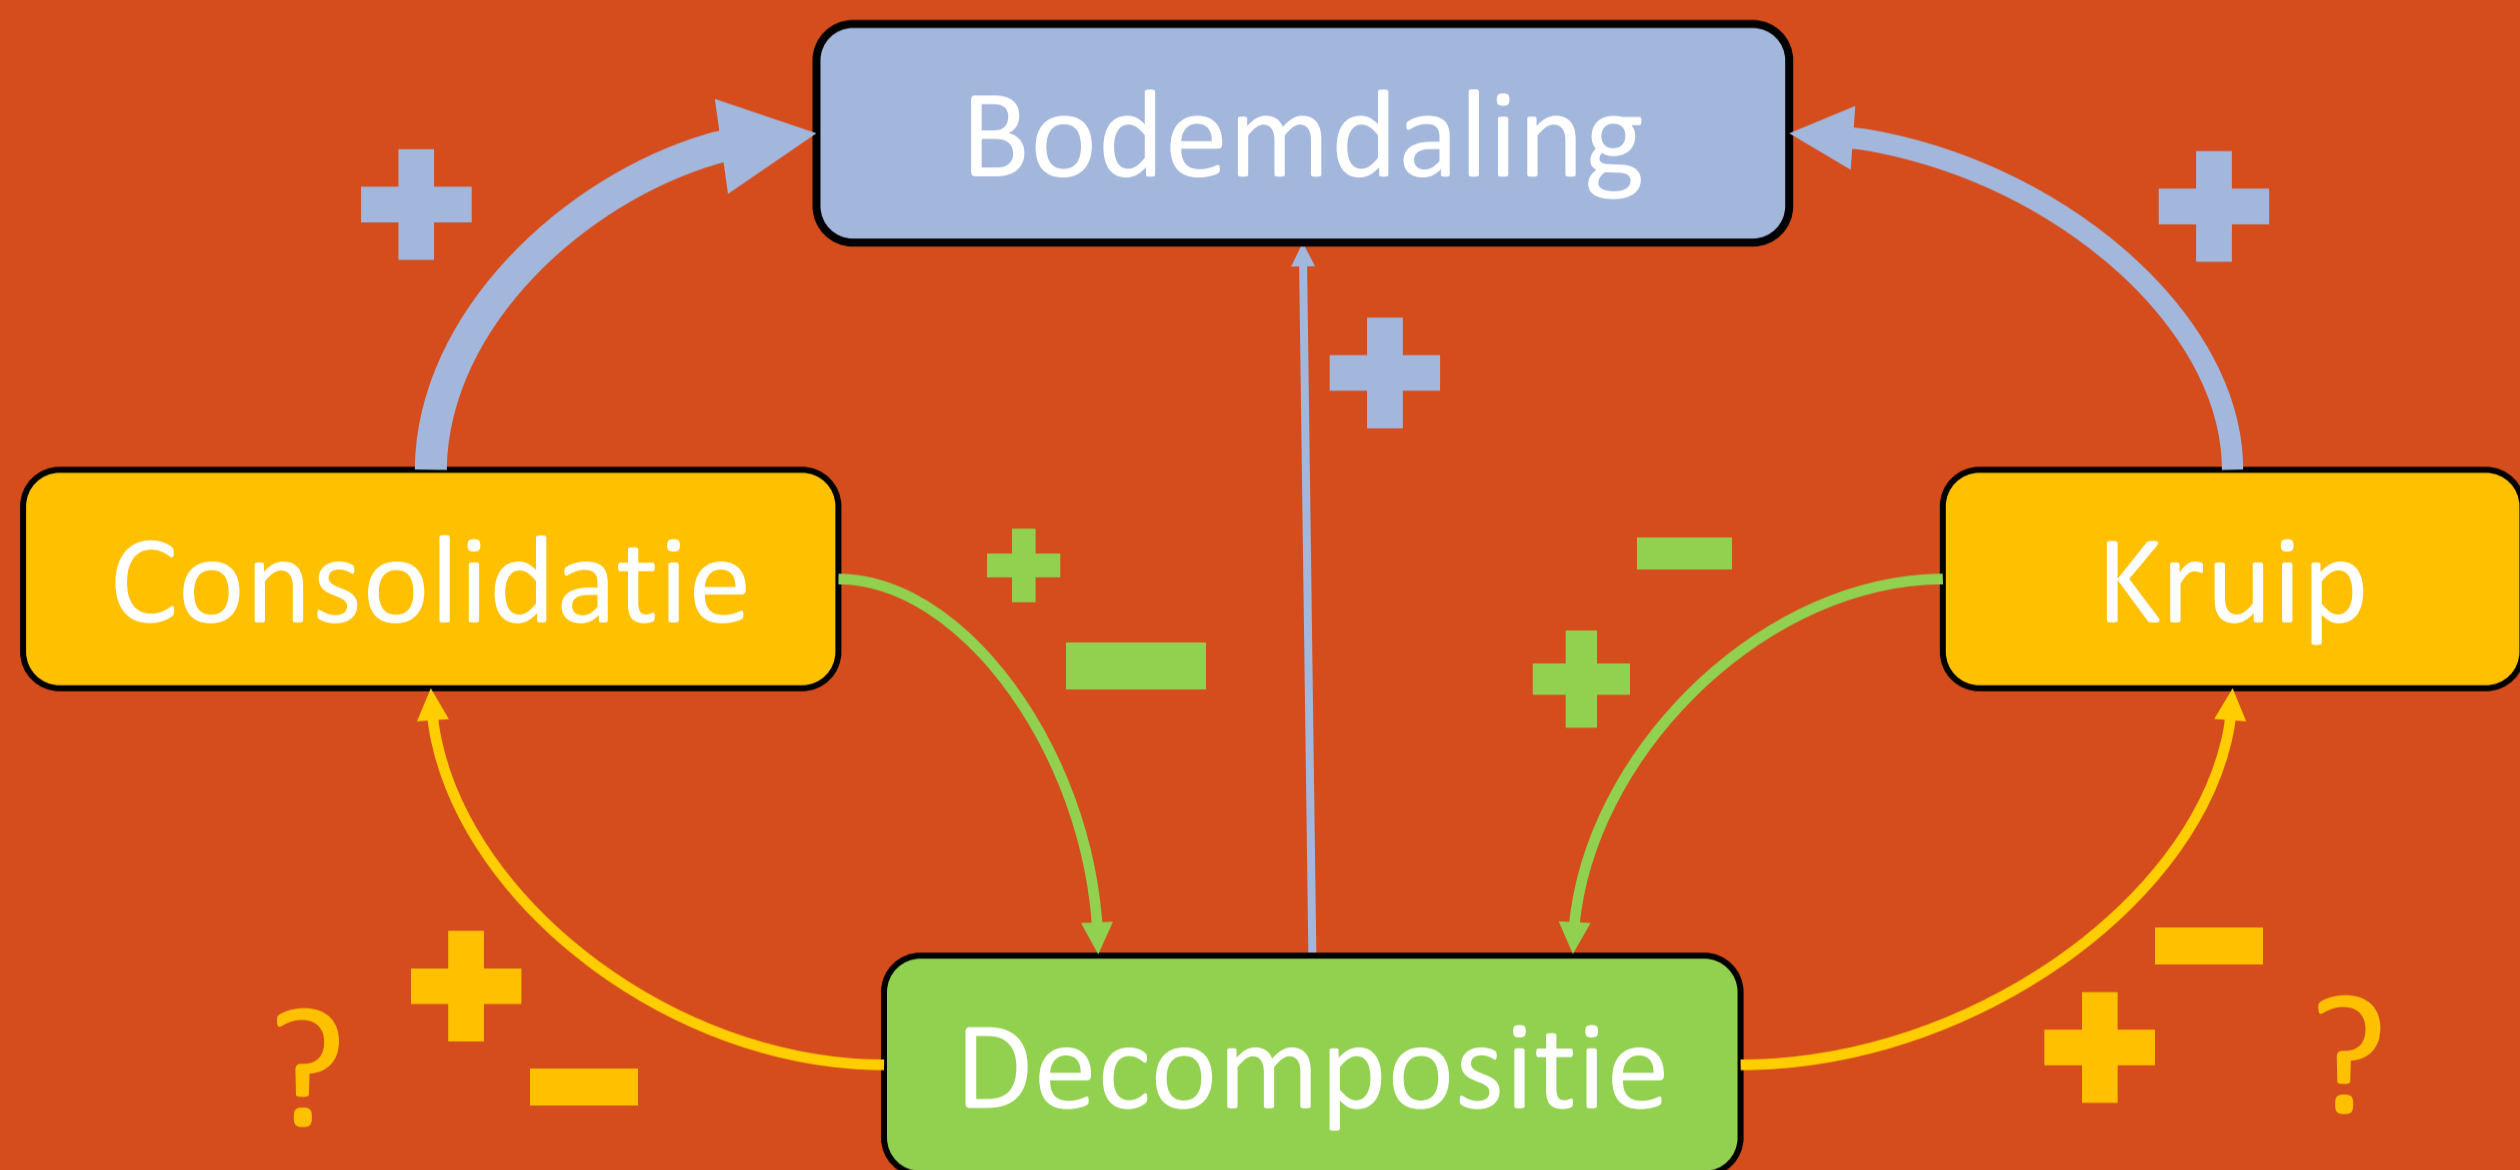 Bodemdaling
Consolidatie
Kruip
Decompositie
?
?